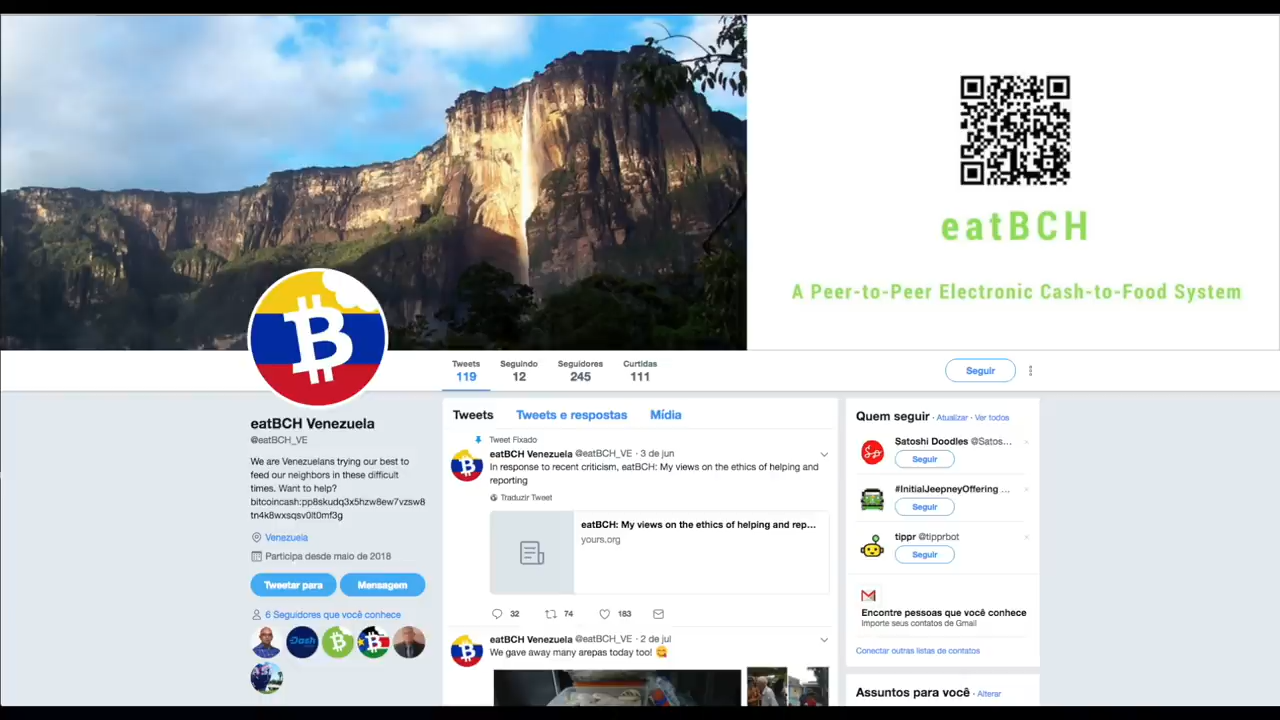 eatBCH
A Peer-to-Peer Electronic Cash-to-Food System
Tweets Seguindo Seguidores Curtidas
119 12 245 111
Seguir
eatBCH Venezuela
@eatBCH_VE
We are Venezuelans trying our best to
feed our neighbors in these difficult
times. Want to help?
bitcoincash:pp8skudq3x5hzw8ew7vzsw8
tn4k8wxsqsv0lt0mf3g
Venezuela
Participa desde maio de 2018
Tweetar para Mensagem
6 Seguidores que você conhece
Dash
Tweets Tweets e respostas Mídia
Tweet Fixado
eatBCH Venezuela @eatBCH_VE · 3 de jun
In response to recent criticism, eatBCH: My views on the ethics of helping and
reporting
Traduzir Tweet
eatBCH: My views on the ethics of helping and rep...
yours.org
32 74 183
eatBCH Venezuela @eatBCH_VE · 2 de jul
We gave away many arepas today too! 😋
Quem seguir · Atualizar · Ver todos
Satoshi Doodles @Satos...
Seguir
#InitialJeepneyOffering ...
Seguir
tippr @tipprbot
Seguir
Encontre pessoas que você conhece
Importe seus contatos de Gmail
Conectar outras listas de contatos
Assuntos para você · Alterar